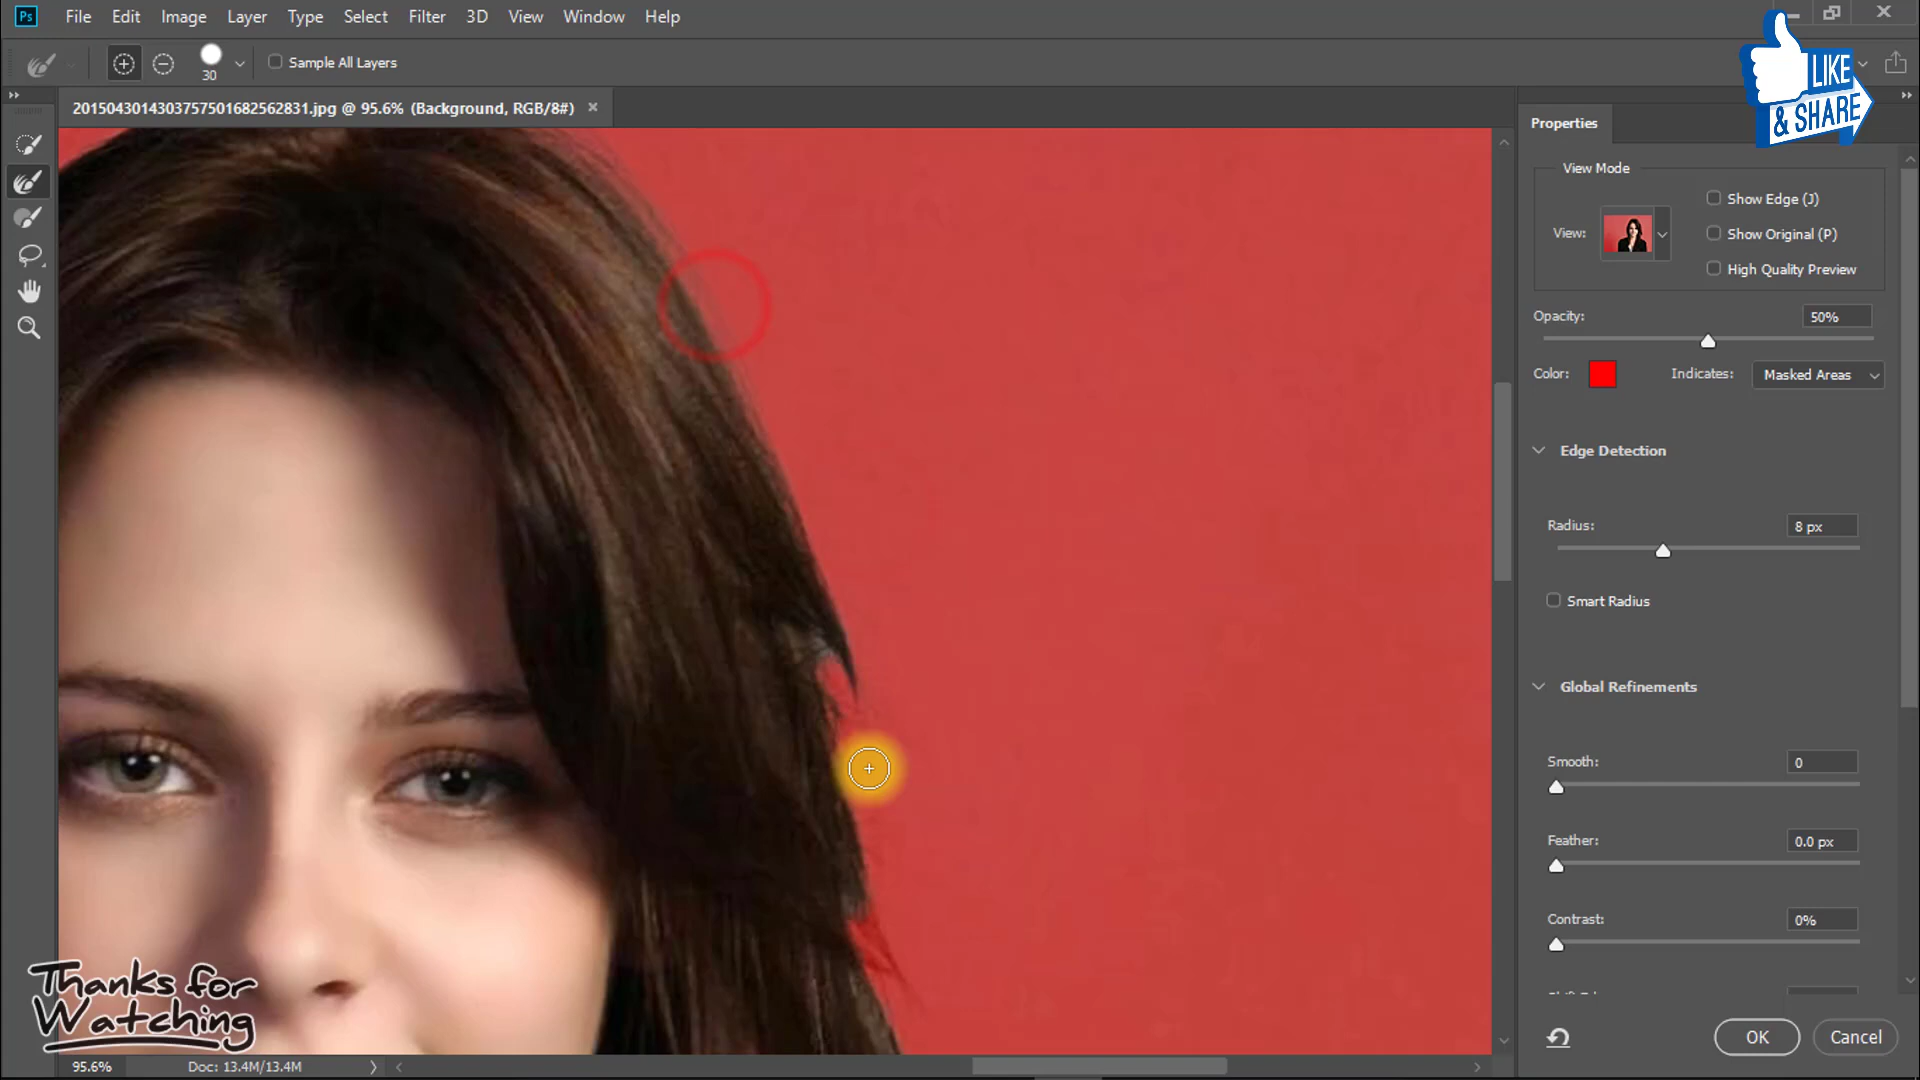 Ps File Edit Image Layer Type Select Filter 3D View Window Help
30 Sample All Layers
LIKE
& SHARE
2015043014303757501682562831.jpg @ 95.6% (Background, RGB/8#) ×
Properties
View Mode
Show Edge (J)
View:
Show Original (P)
High Quality Preview
Opacity: 50%
Color: Indicates: Masked Areas
Edge Detection
Radius: 8 px
Smart Radius
Global Refinements
Smooth: 0
Feather: 0.0 px
Contrast: 0%
Thanks for
Watching
OK Cancel
95.6% Doc: 13.4M/13.4M